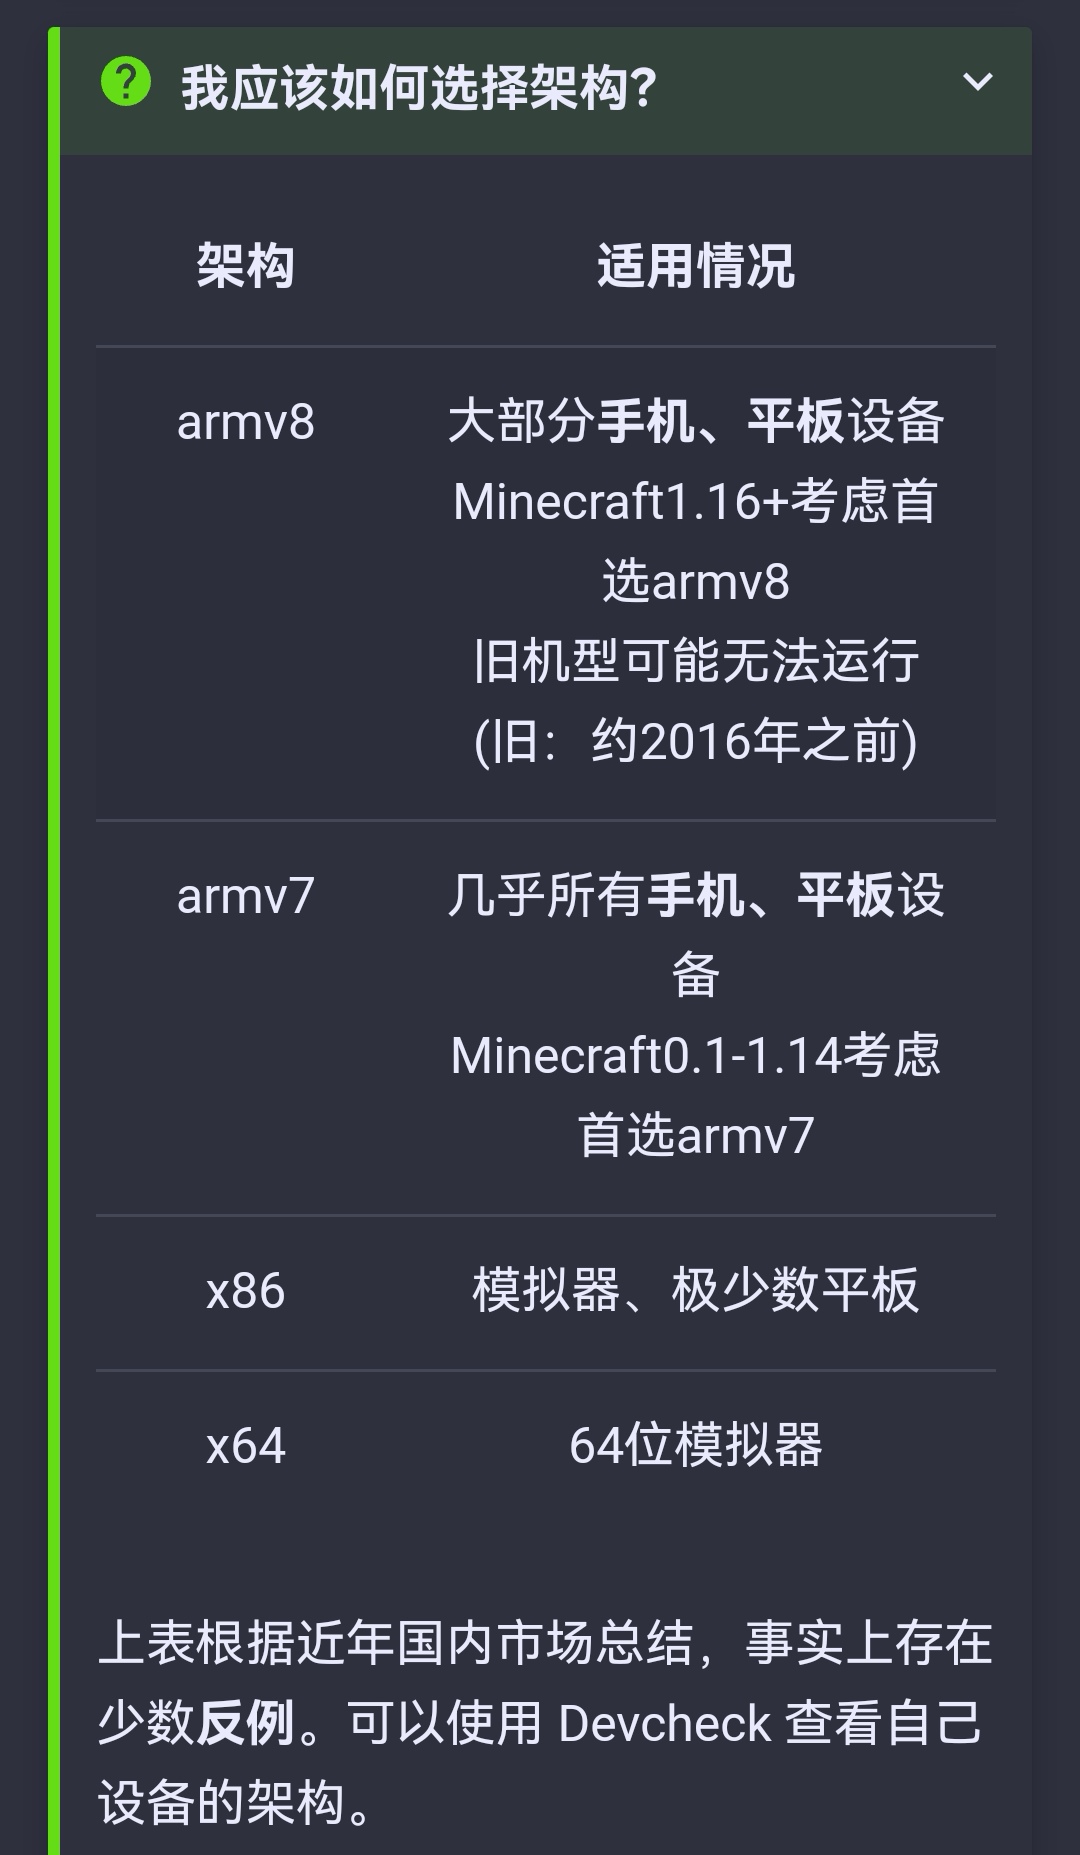 我应该如何选择架构?
架构 适用情况
armv8 大部分手机、平板设备
Minecraft1.16+考虑首
选armv8
旧机型可能无法运行
(旧：约2016年之前)
armv7 几乎所有手机、平板设
备
Minecraft0.1-1.14考虑
首选armv7
x86 模拟器、极少数平板
x64 64位模拟器
上表根据近年国内市场总结，事实上存在
少数反例。可以使用 Devcheck 查看自己
设备的架构。